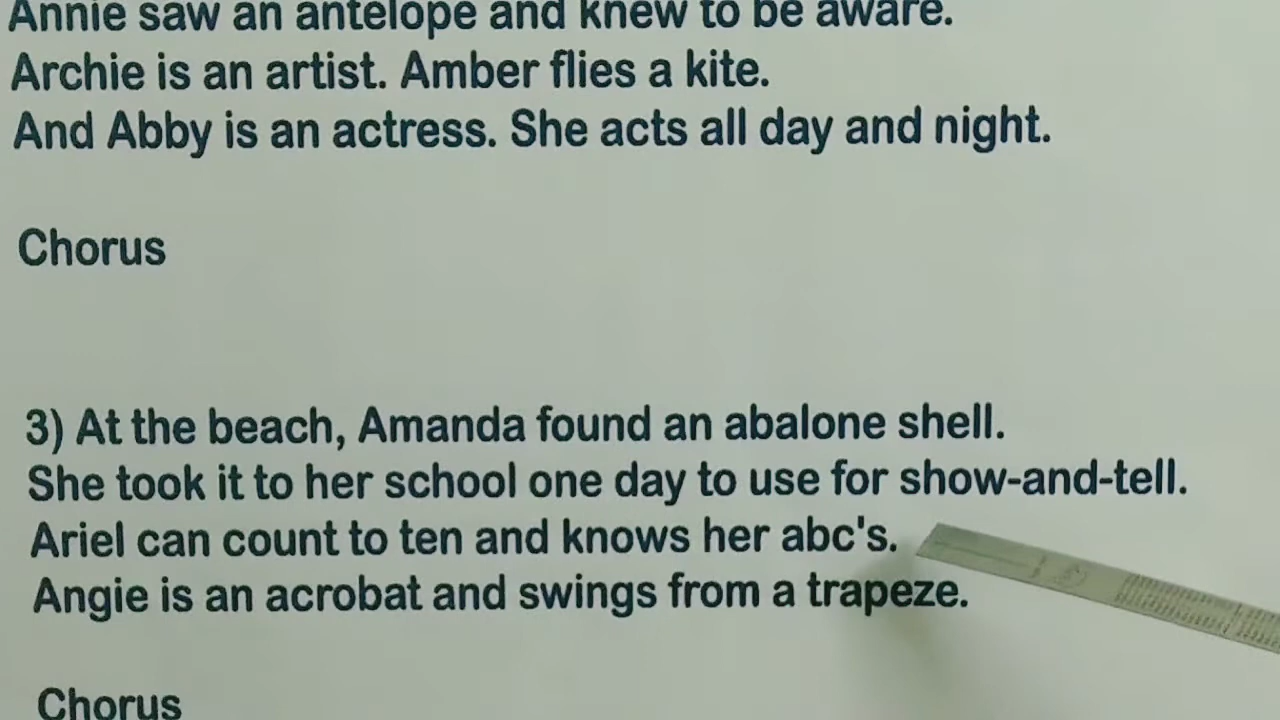 Annie saw an antelope and knew to be aware.
Archie is an artist. Amber flies a kite.
And Abby is an actress. She acts all day and night.
Chorus
3) At the beach, Amanda found an abalone shell.
She took it to her school one day to use for show-and-tell.
Ariel can count to ten and knows her abc's.
Angie is an acrobat and swings from a trapeze.
Chorus